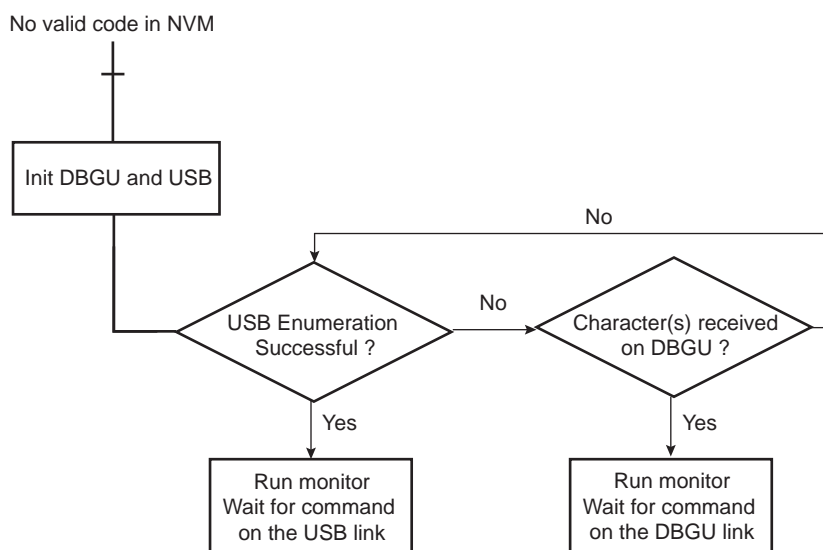 No valid code in NVM
Init DBGU and USB
No
USB Enumeration
Successful ?
No
Character(s) received
on DBGU ?
Yes
Yes
Run monitor
Wait for command
on the USB link
Run monitor
Wait for command
on the DBGU link